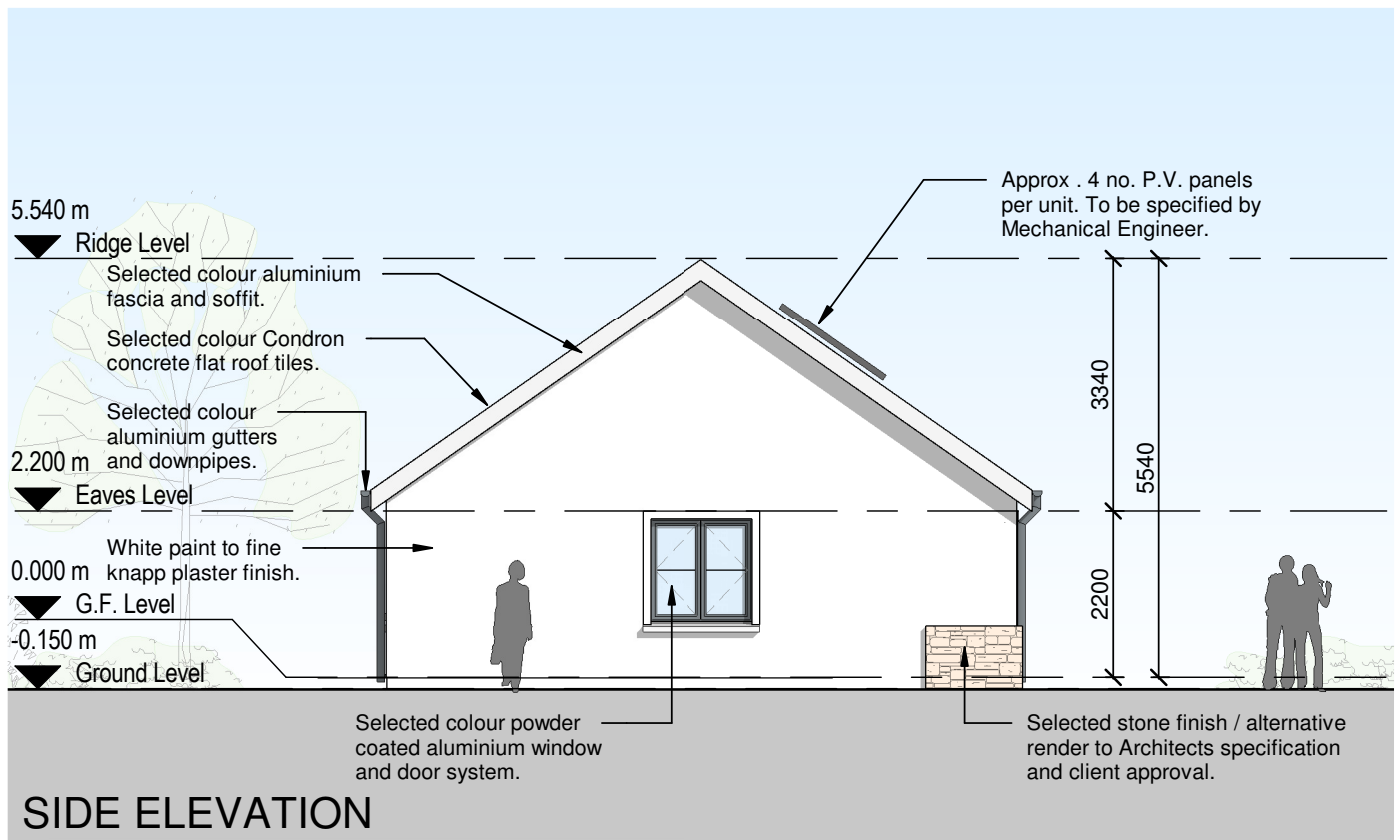 Approx . 4 no. P.V. panels
per unit. To be specified by
Mechanical Engineer.
5.540 m
Ridge Level
Selected colour aluminium
fascia and soffit.
Selected colour Condron
concrete flat roof tiles.
Selected colour
aluminium gutters
and downpipes.
2.200 m
Eaves Level
White paint to fine
knapp plaster finish.
0.000 m
G.F. Level
-0.150 m
Ground Level
3340
5540
2200
Selected colour powder
coated aluminium window
and door system.
Selected stone finish / alternative
render to Architects specification
and client approval.
SIDE ELEVATION